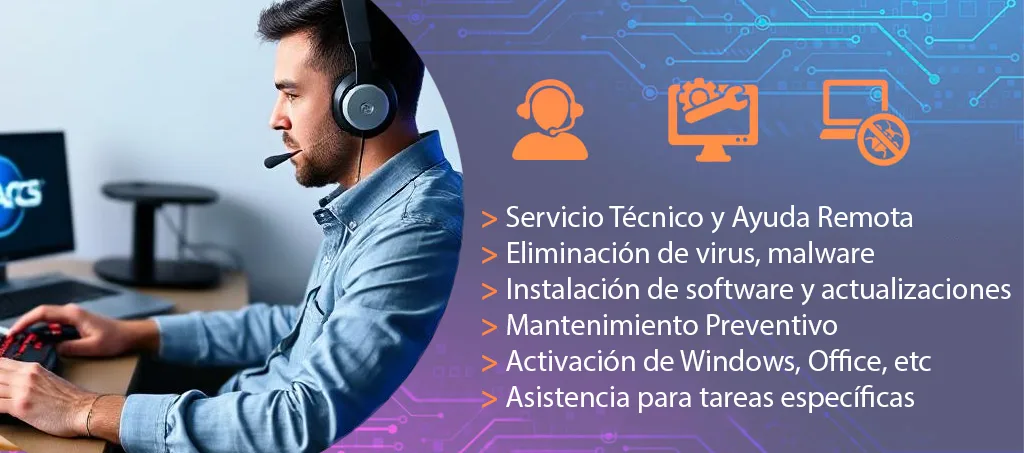 > Servicio Técnico y Ayuda Remota
> Eliminación de virus, malware
> Instalación de software y actualizaciones
> Mantenimiento Preventivo
> Activación de Windows, Office, etc
> Asistencia para tareas específicas